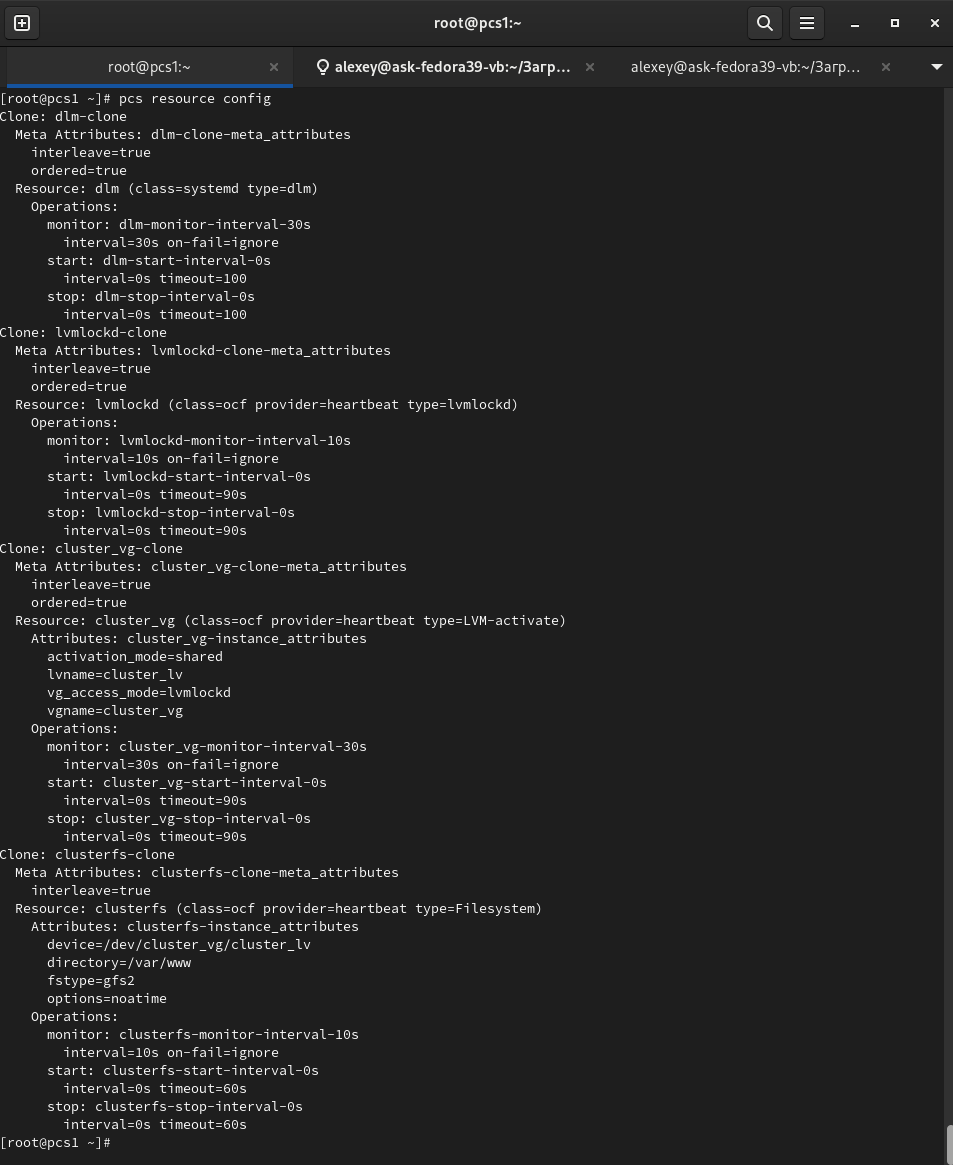 root@pcs1:~
root@pcs1:~
alexey@ask-fedora39-vb:~/Загр...
alexey@ask-fedora39-vb:~/Загр...
[root@pcs1 ~]# pcs resource config
Clone: dlm-clone
  Meta Attributes: dlm-clone-meta_attributes
    interleave=true
    ordered=true
  Resource: dlm (class=systemd type=dlm)
    Operations:
      monitor: dlm-monitor-interval-30s
        interval=30s on-fail=ignore
      start: dlm-start-interval-0s
        interval=0s timeout=100
      stop: dlm-stop-interval-0s
        interval=0s timeout=100
Clone: lvmlockd-clone
  Meta Attributes: lvmlockd-clone-meta_attributes
    interleave=true
    ordered=true
  Resource: lvmlockd (class=ocf provider=heartbeat type=lvmlockd)
    Operations:
      monitor: lvmlockd-monitor-interval-10s
        interval=10s on-fail=ignore
      start: lvmlockd-start-interval-0s
        interval=0s timeout=90s
      stop: lvmlockd-stop-interval-0s
        interval=0s timeout=90s
Clone: cluster_vg-clone
  Meta Attributes: cluster_vg-clone-meta_attributes
    interleave=true
    ordered=true
  Resource: cluster_vg (class=ocf provider=heartbeat type=LVM-activate)
    Attributes: cluster_vg-instance_attributes
      activation_mode=shared
      lvname=cluster_lv
      vg_access_mode=lvmlockd
      vgname=cluster_vg
    Operations:
      monitor: cluster_vg-monitor-interval-30s
        interval=30s on-fail=ignore
      start: cluster_vg-start-interval-0s
        interval=0s timeout=90s
      stop: cluster_vg-stop-interval-0s
        interval=0s timeout=90s
Clone: clusterfs-clone
  Meta Attributes: clusterfs-clone-meta_attributes
    interleave=true
  Resource: clusterfs (class=ocf provider=heartbeat type=Filesystem)
    Attributes: clusterfs-instance_attributes
      device=/dev/cluster_vg/cluster_lv
      directory=/var/www
      fstype=gfs2
      options=noatime
    Operations:
      monitor: clusterfs-monitor-interval-10s
        interval=10s on-fail=ignore
      start: clusterfs-start-interval-0s
        interval=0s timeout=60s
      stop: clusterfs-stop-interval-0s
        interval=0s timeout=60s
[root@pcs1 ~]#